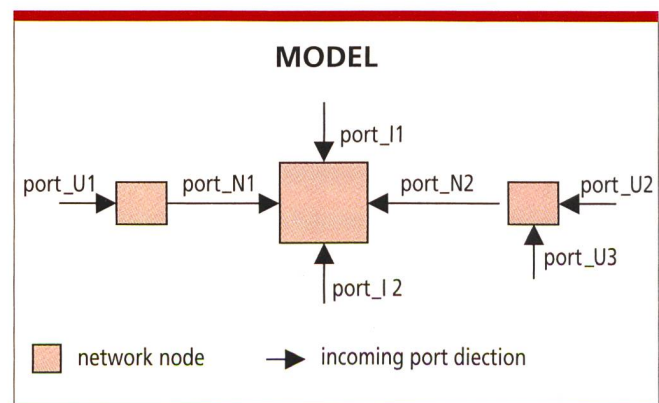 MODEL
port_I1
port_U1
port_N1
port_N2
port_U2
port_U3
port_I 2
network node
incoming port diection